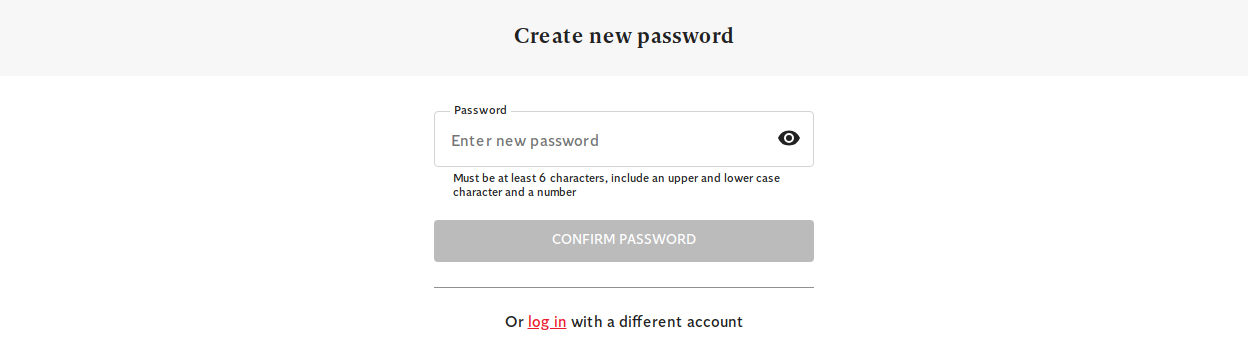 Create new password
Password
Enter new password
Must be at least 6 characters, include an upper and lower case
character and a number
CONFIRM PASSWORD
Or log in with a different account